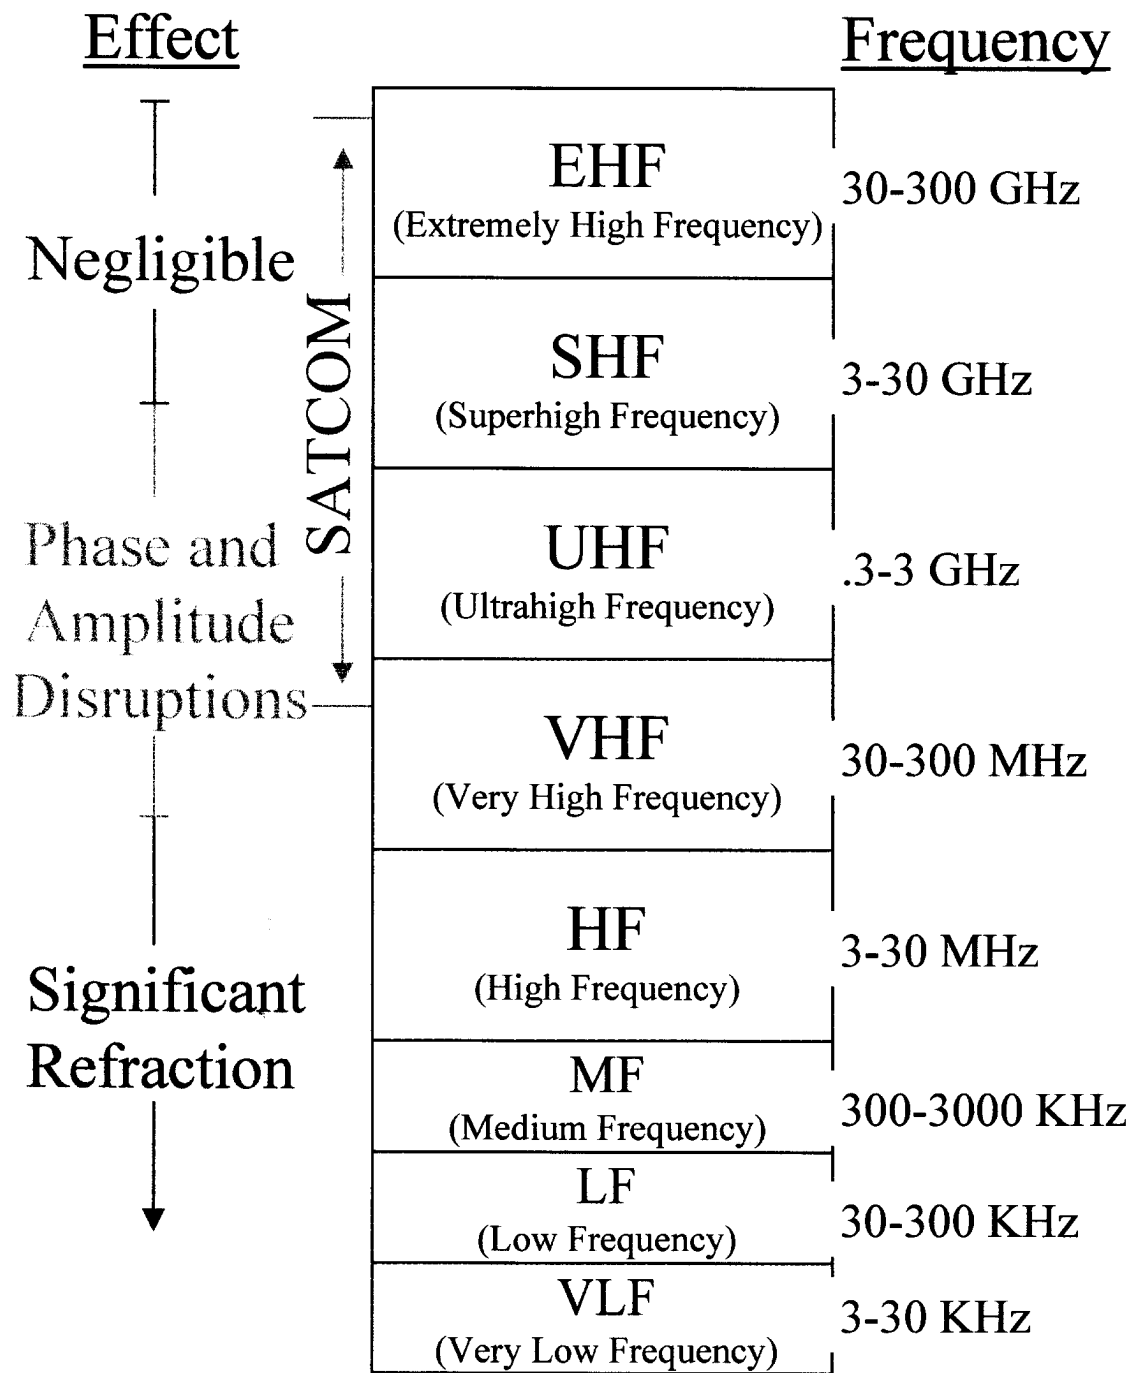 Effect
Frequency
Negligible
Phase and
Amplitude
Disruptions
Significant
Refraction
SATCOM
EHF
(Extremely High Frequency)
30-300 GHz
SHF
(Superhigh Frequency)
3-30 GHz
UHF
(Ultrahigh Frequency)
.3-3 GHz
VHF
(Very High Frequency)
30-300 MHz
HF
(High Frequency)
3-30 MHz
MF
(Medium Frequency)
300-3000 KHz
LF
(Low Frequency)
30-300 KHz
VLF
(Very Low Frequency)
3-30 KHz